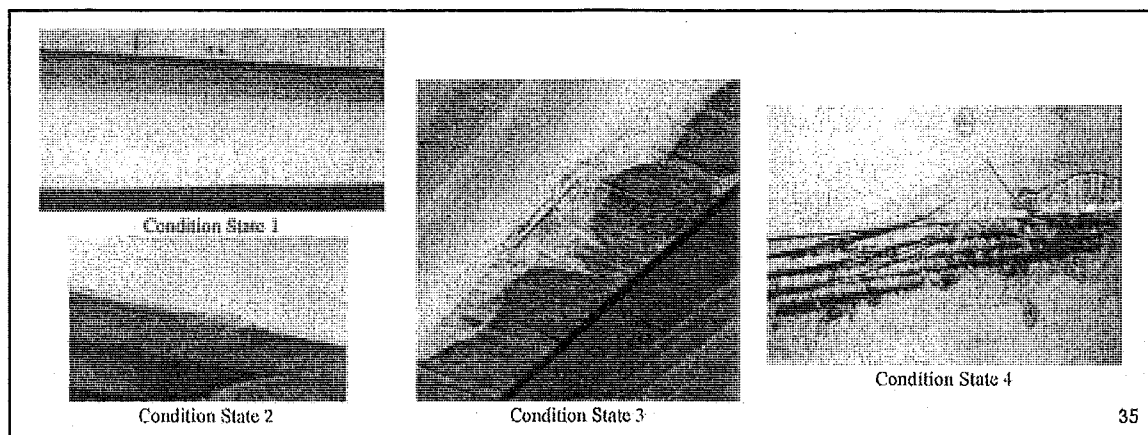 Condition State 1
Condition State 2
Condition State 3
Condition State 4
35